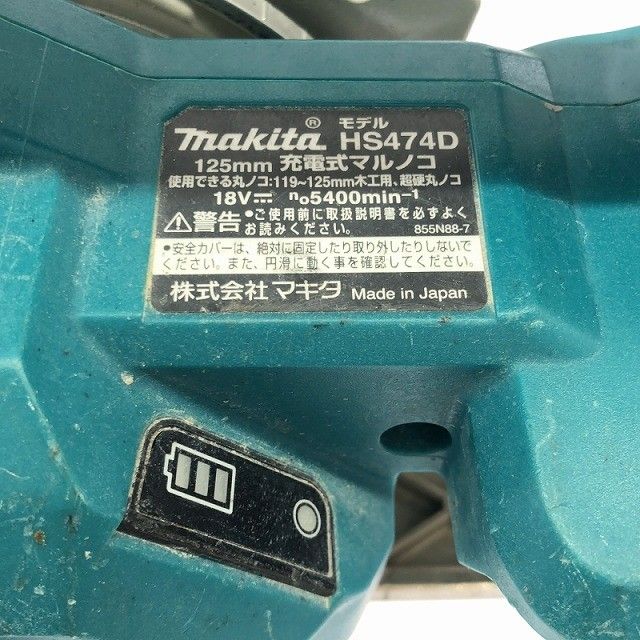 makita® モデル HS474D
125mm 充電式マルノコ
使用できる丸ノコ:119~125mm木工用、超硬丸ノコ
18V⎓ n₀5400min⁻¹
⚠警告 •ご使用前に取扱説明書を必ずよく
お読みください。 855N88-7
•安全カバーは、絶対に固定したり取り外したりしないで
ください。また、円滑に動く事を確認してください。
株式会社 マキタ Made in Japan